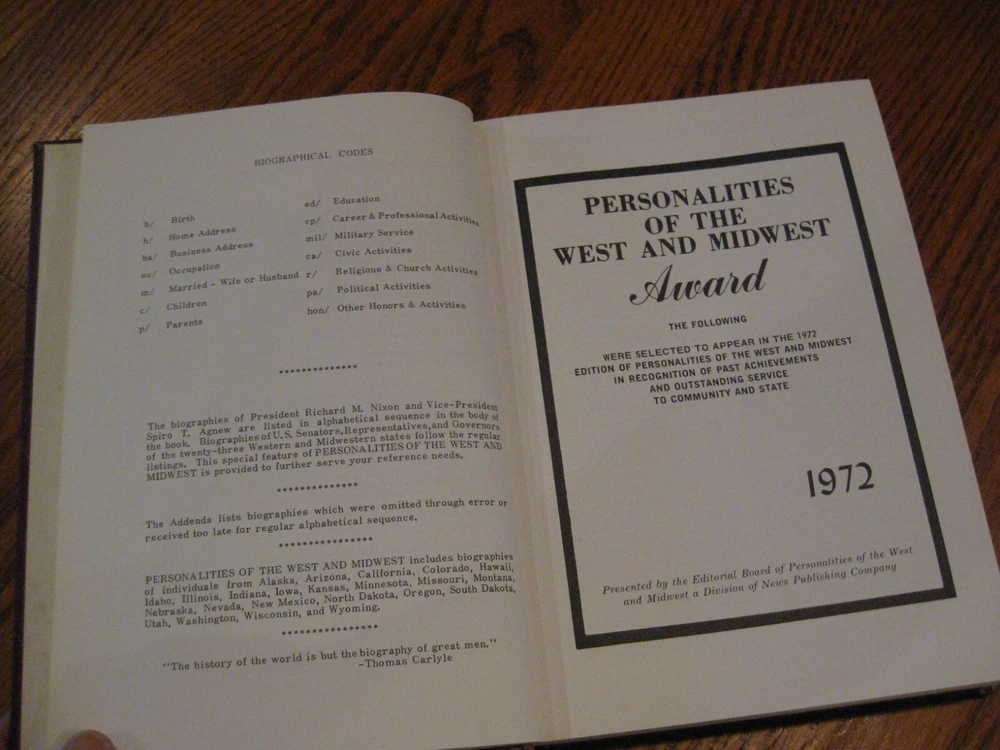 BIOGRAPHICAL CODES
b/ Birth
h/ Home Address
ba/ Business Address
oc/ Occupation
m/ Married - Wife or Husband
c/ Children
p/ Parents
ed/ Education
cp/ Career & Professional Activities
mil/ Military Service
ca/ Civic Activities
r/ Religious & Church Activities
pa/ Political Activities
hon/ Other Honors & Activities
**************
The biographies of President Richard M. Nixon and Vice-President
Spiro T. Agnew are listed in alphabetical sequence in the body of
the book. Biographies of U.S. Senators, Representatives, and Governors
of the twenty-three Western and Midwestern states follow the regular
listings. This special feature of PERSONALITIES OF THE WEST AND
MIDWEST is provided to further serve your reference needs.
**************
The Addenda lists biographies which were omitted through error or
received too late for regular alphabetical sequence.
**************
PERSONALITIES OF THE WEST AND MIDWEST includes biographies
of individuals from Alaska, Arizona, California, Colorado, Hawaii,
Idaho, Illinois, Indiana, Iowa, Kansas, Minnesota, Missouri, Montana,
Nebraska, Nevada, New Mexico, North Dakota, Oregon, South Dakota,
Utah, Washington, Wisconsin, and Wyoming.
**************
"The history of the world is but the biography of great men."
-Thomas Carlyle
PERSONALITIES
OF THE
WEST AND MIDWEST
Award
THE FOLLOWING
WERE SELECTED TO APPEAR IN THE 1972
EDITION OF PERSONALITIES OF THE WEST AND MIDWEST
IN RECOGNITION OF PAST ACHIEVEMENTS
AND OUTSTANDING SERVICE
TO COMMUNITY AND STATE
1972
Presented by the Editorial Board of Personalities of the West
and Midwest a Division of News Publishing Company